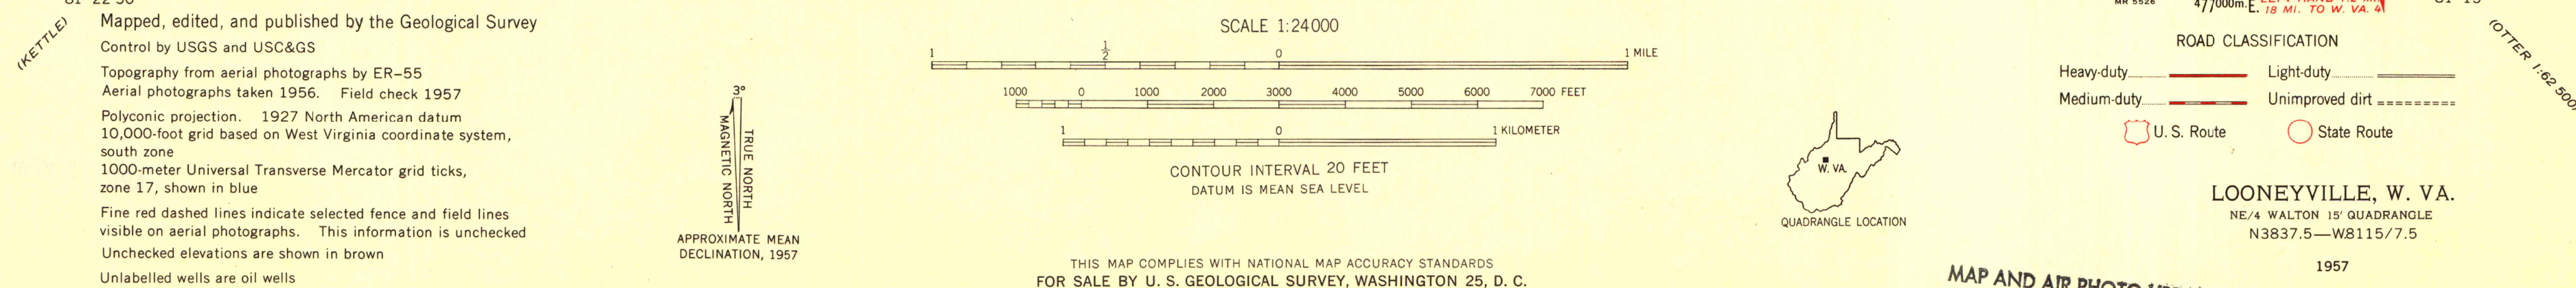 (KETTLE)
Mapped, edited, and published by the Geological Survey
Control by USGS and USC&GS
Topography from aerial photographs by ER–55
Aerial photographs taken 1956. Field check 1957
Polyconic projection. 1927 North American datum
10,000-foot grid based on West Virginia coordinate system,
south zone
1000-meter Universal Transverse Mercator grid ticks,
zone 17, shown in blue
Fine red dashed lines indicate selected fence and field lines
visible on aerial photographs. This information is unchecked
Unchecked elevations are shown in brown
Unlabelled wells are oil wells
3°
MAGNETIC NORTH
TRUE NORTH
APPROXIMATE MEAN
DECLINATION, 1957
SCALE 1:24000
1 ½ 0 1 MILE
1000 0 1000 2000 3000 4000 5000 6000 7000 FEET
1 0 1 KILOMETER
CONTOUR INTERVAL 20 FEET
DATUM IS MEAN SEA LEVEL
THIS MAP COMPLIES WITH NATIONAL MAP ACCURACY STANDARDS
FOR SALE BY U. S. GEOLOGICAL SURVEY, WASHINGTON 25, D. C.
W. VA.
QUADRANGLE LOCATION
MR 5526
477000m.E.
18 MI. TO W. VA. 4
(OTTER 1:62 500)
ROAD CLASSIFICATION
Heavy-duty Light-duty
Medium-duty Unimproved dirt
U. S. Route State Route
LOONEYVILLE, W. VA.
NE/4 WALTON 15' QUADRANGLE
N3837.5—W8115/7.5
1957
MAP AND AIR PHOTO